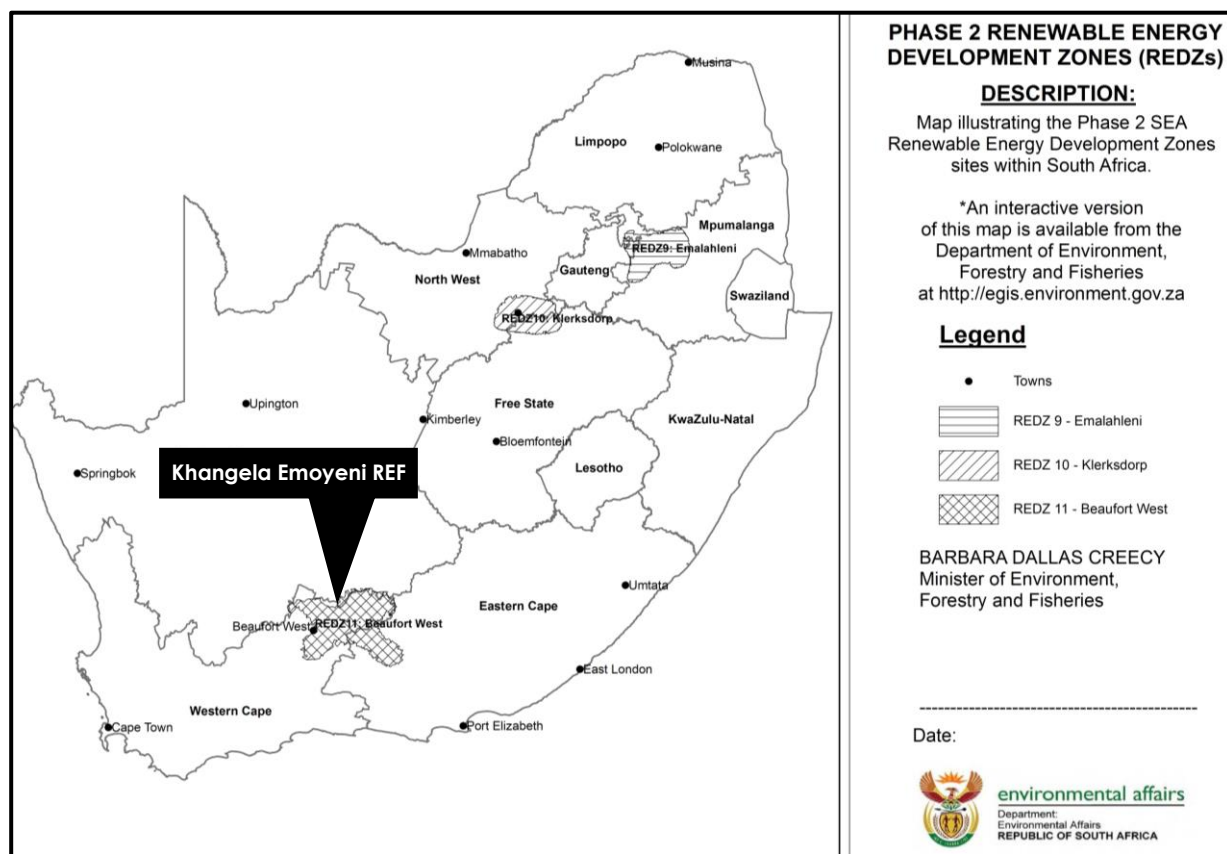 Musina
Limpopo
Polokwane
Mpumalanga
REDZ9: Emalahleni
Mmabatho
Gauteng
North West
Swaziland
REDZ10: Klerksdorp
Upington
Kimberley
Free State
KwaZulu-Natal
Bloemfontein
Lesotho
Springbok
Khangela Emoyeni REF
Umtata
Eastern Cape
Beaufort West
REDZ11: Beaufort West
East London
Western Cape
Cape Town
Port Elizabeth
PHASE 2 RENEWABLE ENERGY
DEVELOPMENT ZONES (REDZs)
DESCRIPTION:
Map illustrating the Phase 2 SEA
Renewable Energy Development Zones
sites within South Africa.
*An interactive version
of this map is available from the
Department of Environment,
Forestry and Fisheries
at http://egis.environment.gov.za
Legend
Towns
REDZ 9 - Emalahleni
REDZ 10 - Klerksdorp
REDZ 11 - Beaufort West
BARBARA DALLAS CREECY
Minister of Environment,
Forestry and Fisheries
Date:
environmental affairs
Department:
Environmental Affairs
REPUBLIC OF SOUTH AFRICA